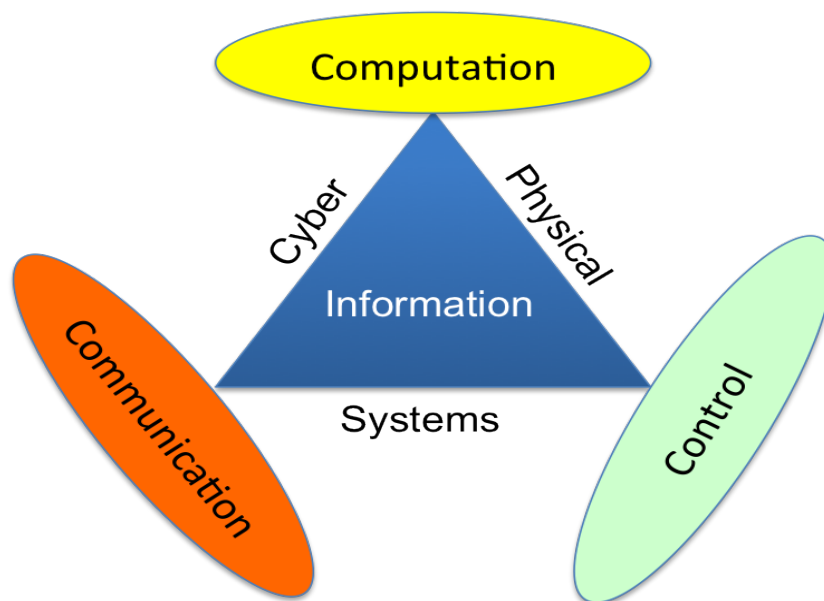 Computation
Cyber
Physical
Information
Communication
Systems
Control